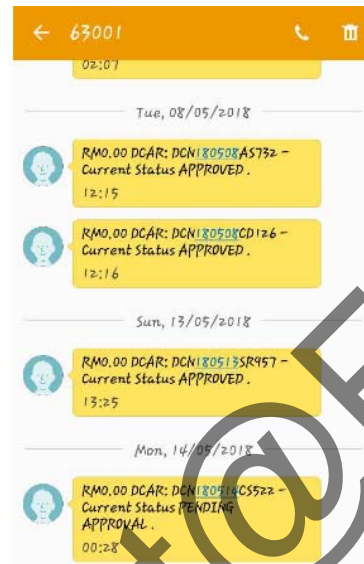 63001
02:07
Tue, 08/05/2018
RM0.00 DCAR: DCN180508AS732 -
Current Status APPROVED .
12:15
RM0.00 DCAR: DCN180508CD126 -
Current Status APPROVED .
12:16
Sun, 13/05/2018
RM0.00 DCAR: DCN180513SR957 -
Current Status APPROVED .
13:25
Mon, 14/05/2018
RM0.00 DCAR: DCN180514CS522 -
Current Status PENDING
APPROVAL .
00:28